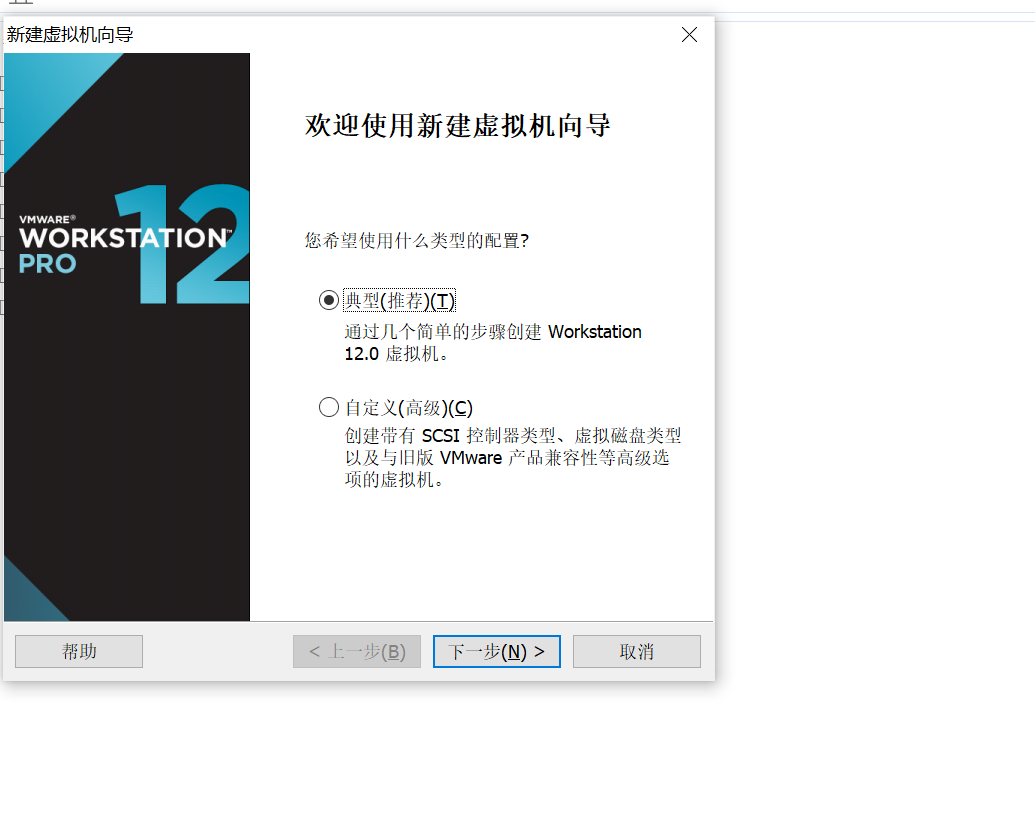 新建虚拟机向导
VMWARE®
WORKSTATION™
PRO
12
欢迎使用新建虚拟机向导
您希望使用什么类型的配置?
典型(推荐)(T)
通过几个简单的步骤创建 Workstation
12.0 虚拟机。
自定义(高级)(C)
创建带有 SCSI 控制器类型、虚拟磁盘类型
以及与旧版 VMware 产品兼容性等高级选
项的虚拟机。
帮助
< 上一步(B)
下一步(N) >
取消